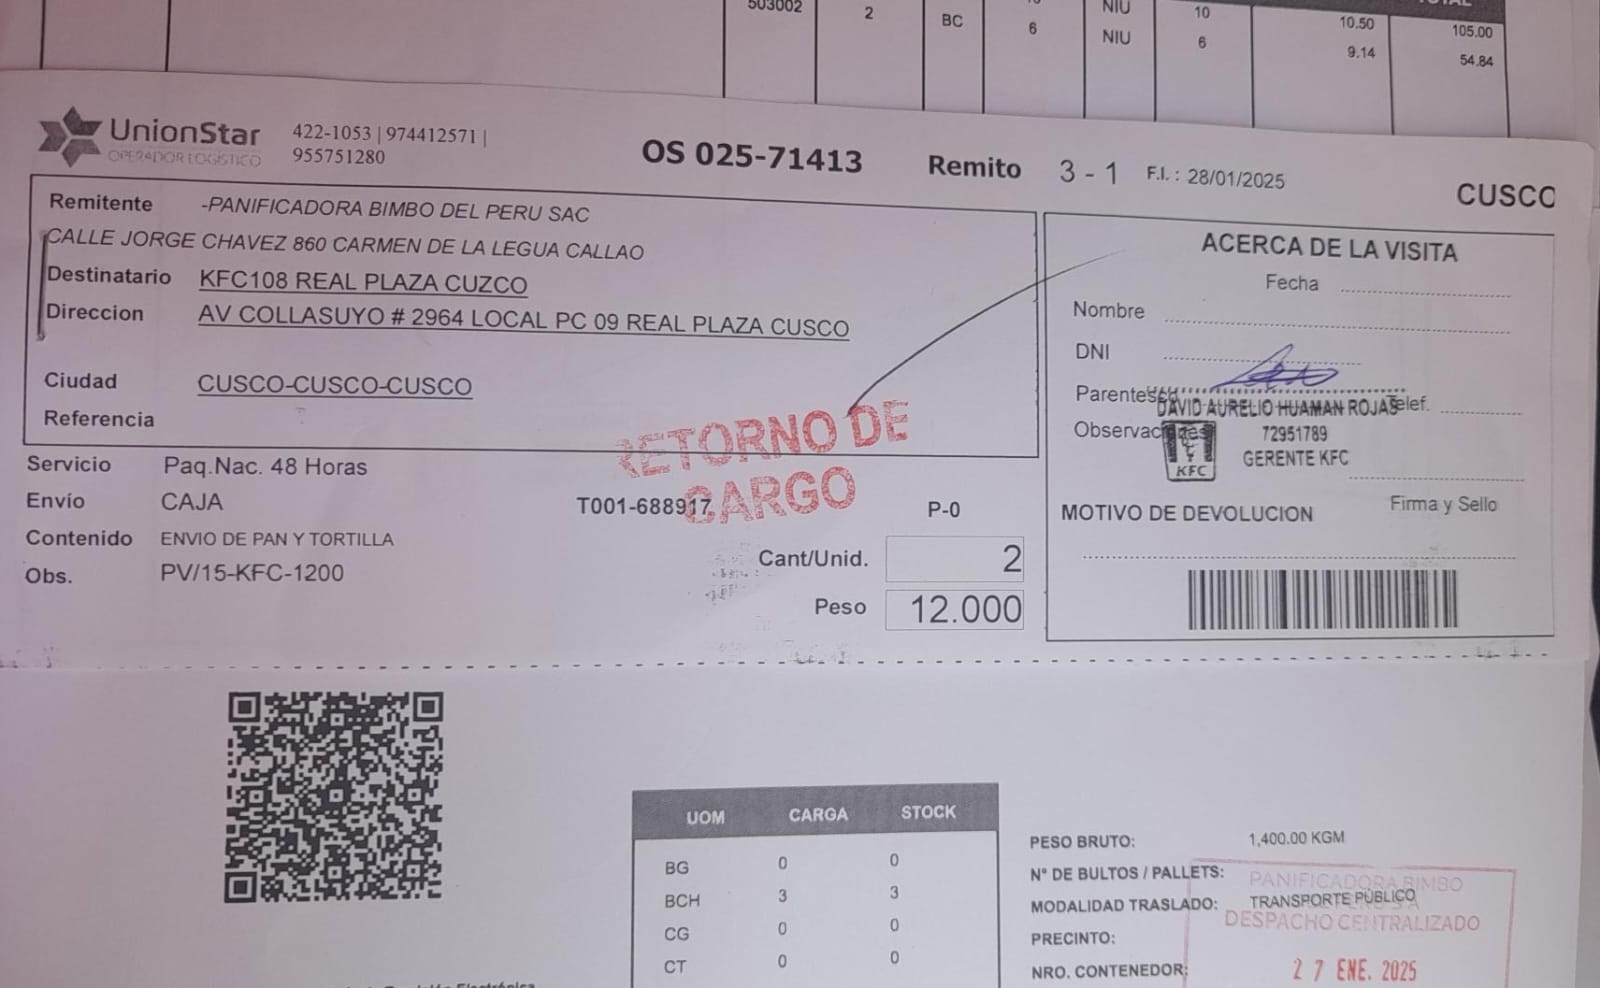 503002 2 BC 6 NIU 10 10.50 105.00
NIU 6 9.14 54.84
UnionStar
OPERADOR LOGÍSTICO
422-1053 | 974412571 |
955751280
OS 025-71413 Remito 3 - 1 F.I. : 28/01/2025
CUSCO
Remitente -PANIFICADORA BIMBO DEL PERU SAC
CALLE JORGE CHAVEZ 860 CARMEN DE LA LEGUA CALLAO
Destinatario KFC108 REAL PLAZA CUZCO
Direccion AV COLLASUYO # 2964 LOCAL PC 09 REAL PLAZA CUSCO
Ciudad CUSCO-CUSCO-CUSCO
Referencia
RETORNO DE
CARGO
Servicio Paq.Nac. 48 Horas
Envío CAJA
T001-688917 P-0
Contenido ENVIO DE PAN Y TORTILLA
Obs. PV/15-KFC-1200
Cant/Unid. 2
Peso 12.000
ACERCA DE LA VISITA
Fecha
Nombre
DNI
Parentesco Telef.
DAVID AURELIO HUAMAN ROJAS
Observaciones 72951789
KFC GERENTE KFC
Firma y Sello
MOTIVO DE DEVOLUCION
UOM CARGA STOCK
BG 0 0
BCH 3 3
CG 0 0
CT 0 0
PESO BRUTO: 1,400.00 KGM
N° DE BULTOS / PALLETS:
MODALIDAD TRASLADO: TRANSPORTE PÚBLICO
PRECINTO:
NRO. CONTENEDOR:
PANIFICADORA BIMBO
DESPACHO CENTRALIZADO
27 ENE. 2025